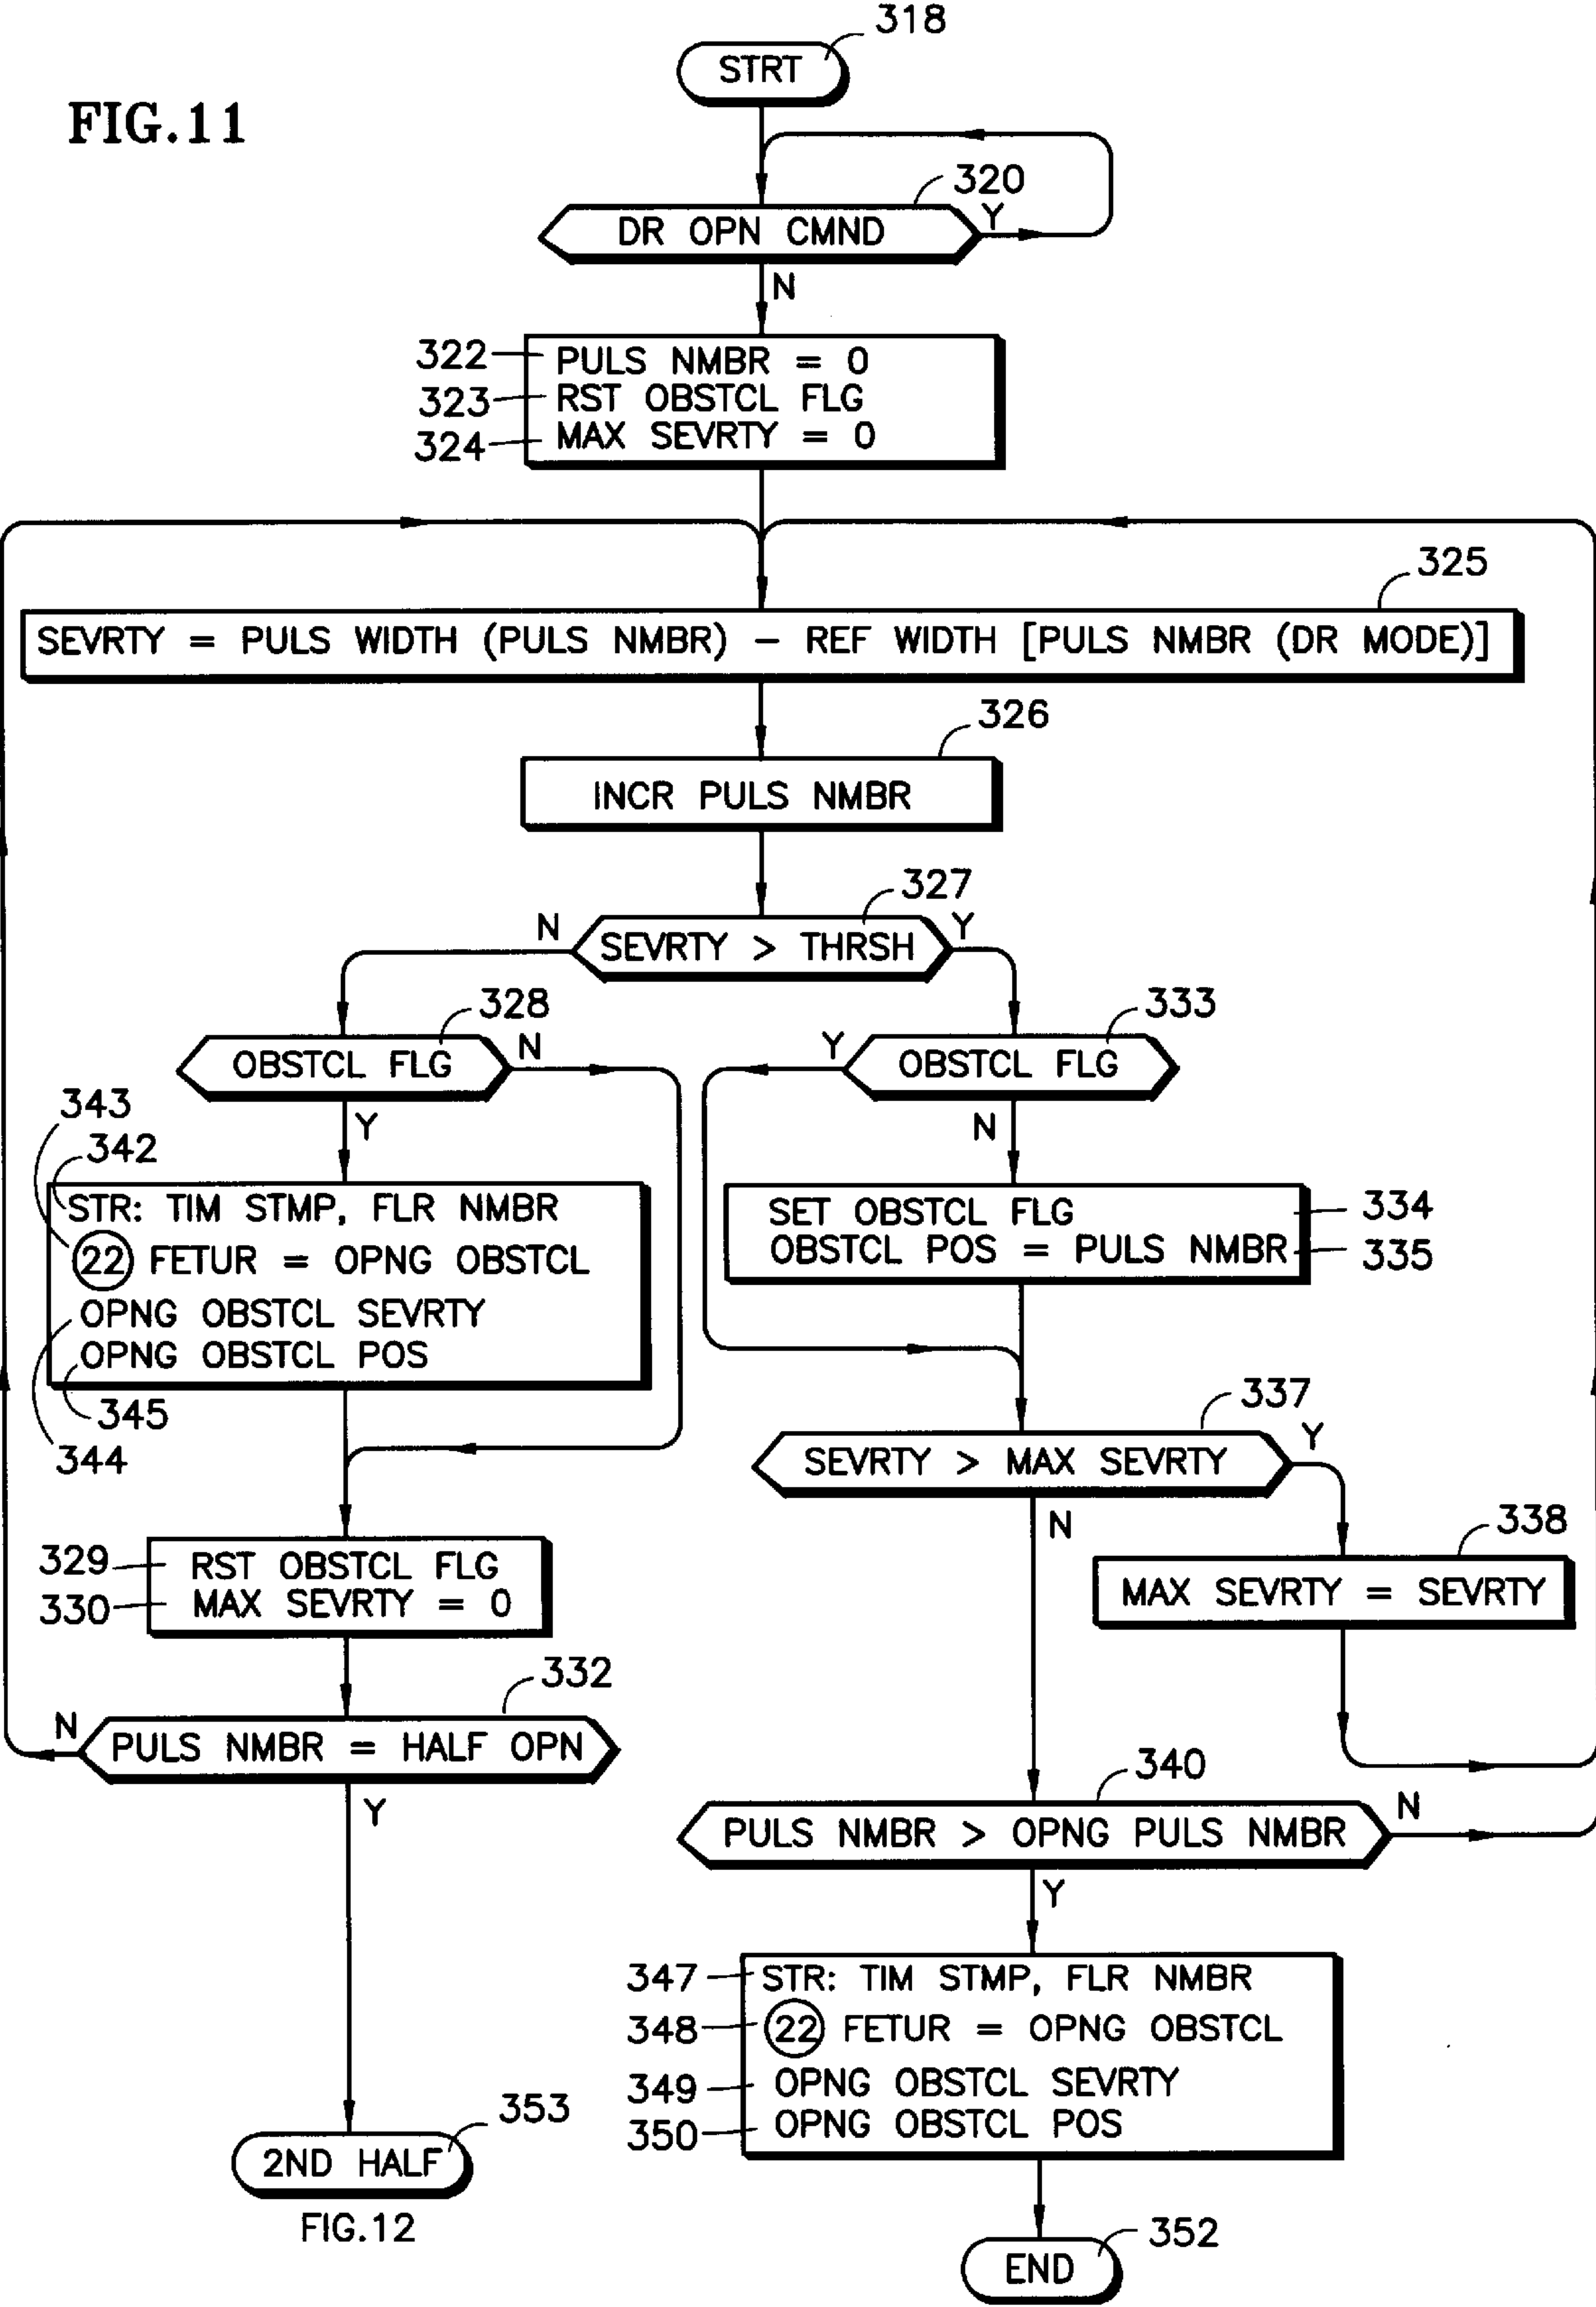 318
STRT
FIG.11
320
DR OPN CMND
Y
N
322
PULS NMBR = 0
323
RST OBSTCL FLG
324
MAX SEVRTY = 0
325
SEVRTY = PULS WIDTH (PULS NMBR) – REF WIDTH [PULS NMBR (DR MODE)]
326
INCR PULS NMBR
327
N
SEVRTY > THRSH
Y
328
OBSTCL FLG
N
Y
333
Y
OBSTCL FLG
N
343
342
STR: TIM STMP, FLR NMBR
22 FETUR = OPNG OBSTCL
OPNG OBSTCL SEVRTY
OPNG OBSTCL POS
345
344
SET OBSTCL FLG
334
OBSTCL POS = PULS NMBR
335
337
SEVRTY > MAX SEVRTY
Y
N
338
MAX SEVRTY = SEVRTY
329
RST OBSTCL FLG
330
MAX SEVRTY = 0
332
N
PULS NMBR = HALF OPN
Y
340
PULS NMBR > OPNG PULS NMBR
N
Y
347
STR: TIM STMP, FLR NMBR
348
22 FETUR = OPNG OBSTCL
349
OPNG OBSTCL SEVRTY
350
OPNG OBSTCL POS
353
2ND HALF
FIG.12
352
END